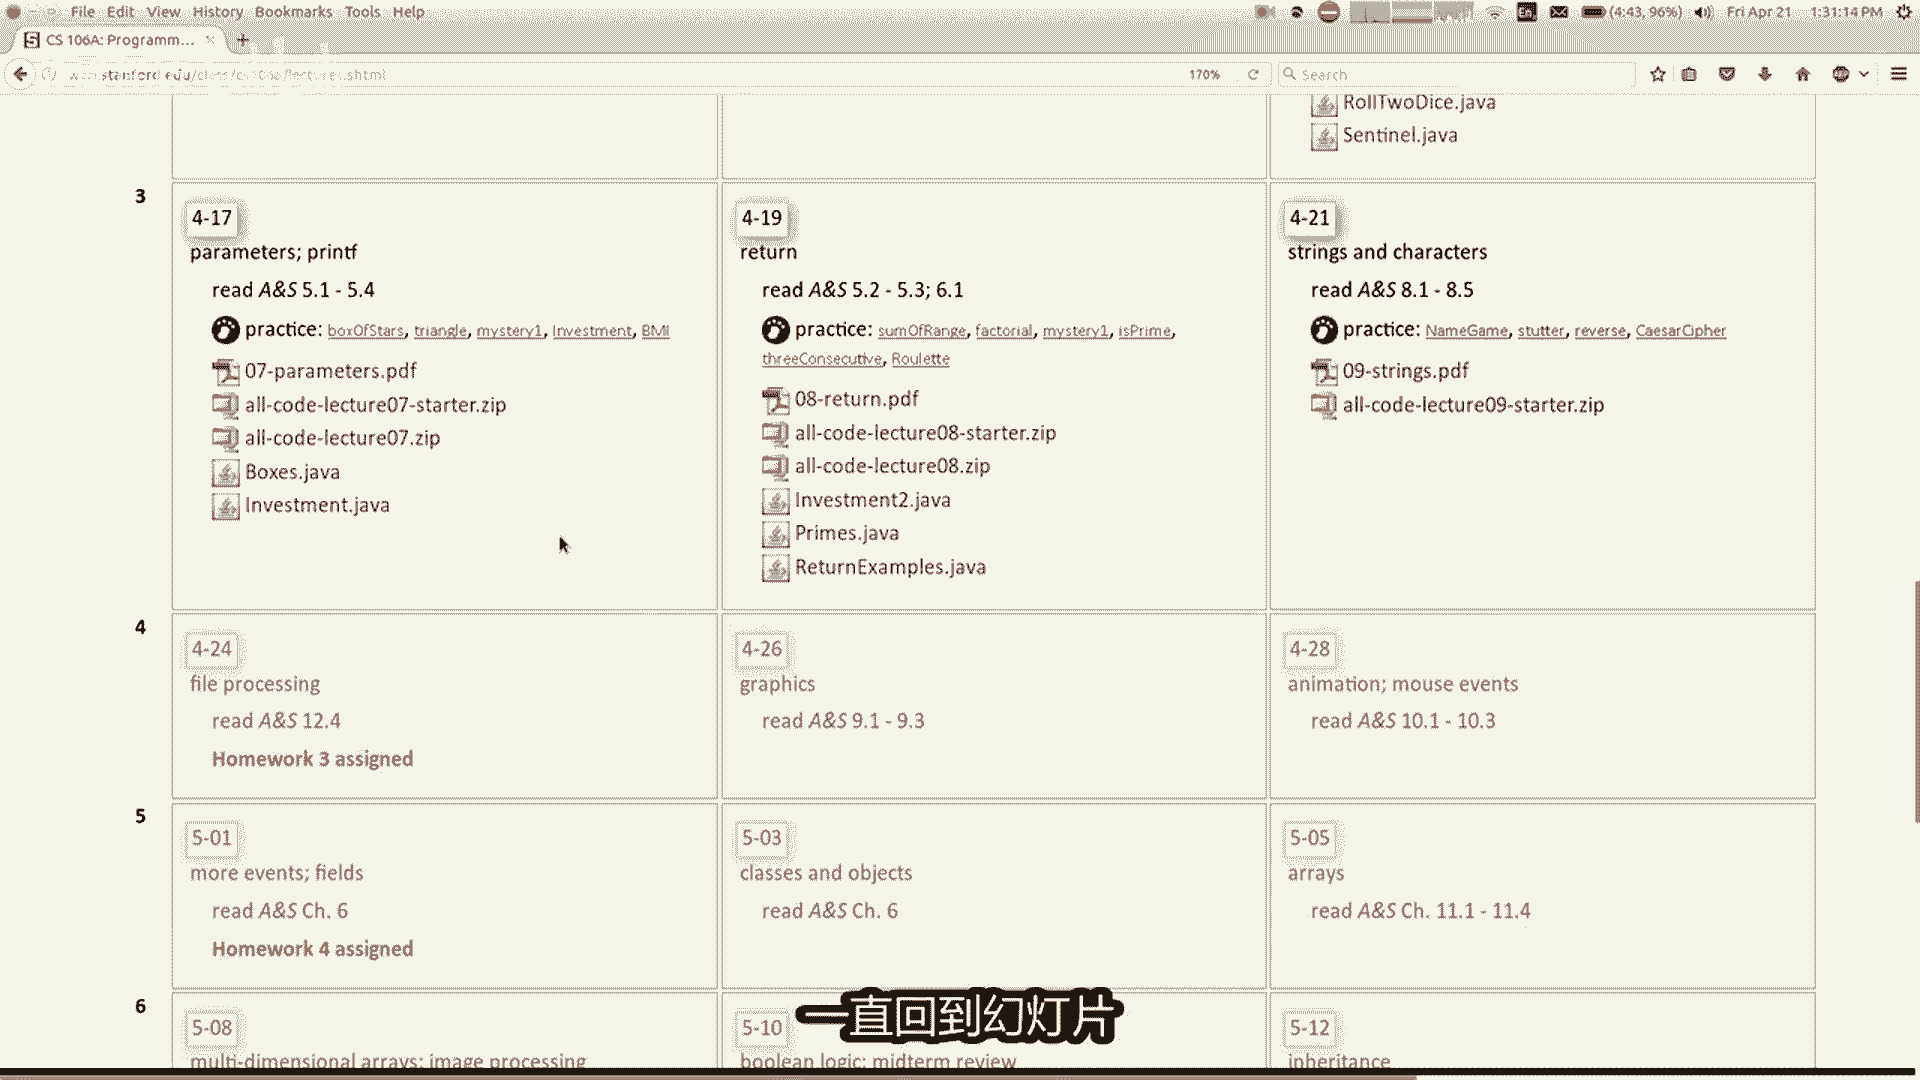 File Edit View History Bookmarks Tools Help
En
(4:43, 96%)
Fri Apr 21 1:31:14 PM
CS 106A: Programm...
stanford.edu/class/cs106a/lectures.shtml
170%
Search
RollTwoDice.java
Sentinel.java
3
4-17
parameters; printf
read A&S 5.1 - 5.4
practice: boxOfStars, triangle, mystery1, Investment, BMI
07-parameters.pdf
all-code-lecture07-starter.zip
all-code-lecture07.zip
Boxes.java
Investment.java
4-19
return
read A&S 5.2 - 5.3; 6.1
practice: sumOfRange, factorial, mystery1, isPrime,
threeConsecutive, Roulette
08-return.pdf
all-code-lecture08-starter.zip
all-code-lecture08.zip
Investment2.java
Primes.java
ReturnExamples.java
4-21
strings and characters
read A&S 8.1 - 8.5
practice: NameGame, stutter, reverse, CaesarCipher
09-strings.pdf
all-code-lecture09-starter.zip
4
4-24
file processing
read A&S 12.4
Homework 3 assigned
4-26
graphics
read A&S 9.1 - 9.3
4-28
animation; mouse events
read A&S 10.1 - 10.3
5
5-01
more events; fields
read A&S Ch. 6
Homework 4 assigned
5-03
classes and objects
read A&S Ch. 6
5-05
arrays
read A&S Ch. 11.1 - 11.4
6
5-08
multi-dimensional arrays; image processing
5-10
boolean logic; midterm review
5-12
inheritance
一直回到幻灯片